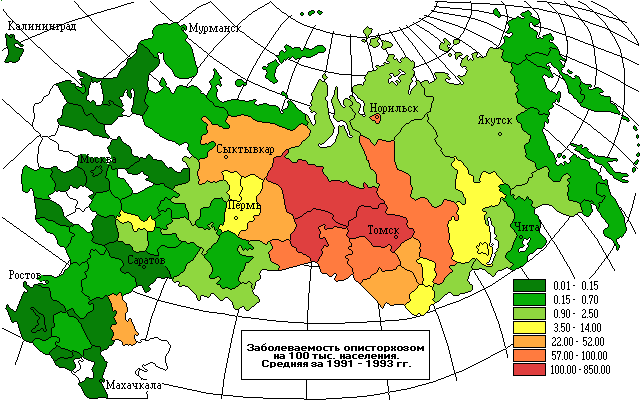 Калининград
Мурманск
Норильск
Якутск
Сыктывкар
Москва
Пермь
Томск
Чита
Саратов
Ростов
Махачкала
0.01 - 0.15
0.15 - 0.70
0.90 - 2.50
3.50 - 14.00
22.00 - 52.00
57.00 - 100.00
100.00 - 850.00
Заболеваемость описторхозом
на 100 тыс. населения.
Средняя за 1991 - 1993 гг.